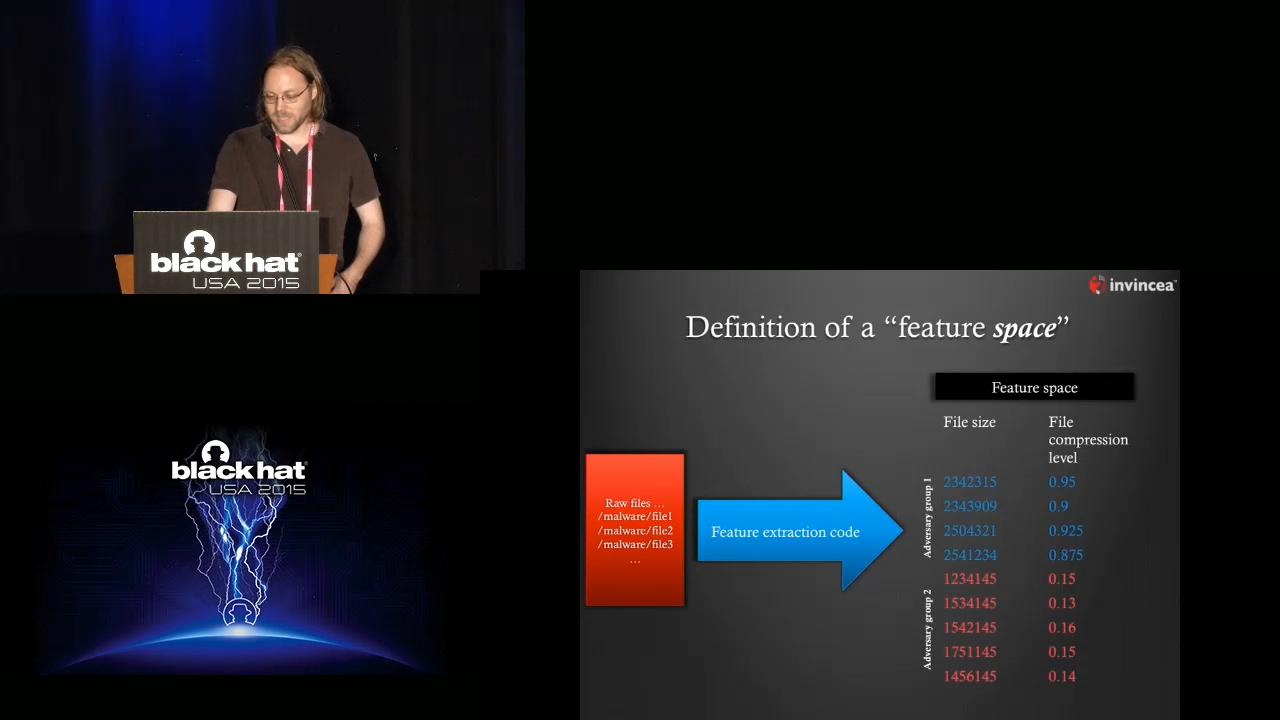 black hat
USA 2015
invincea
Definition of a “feature space”
Feature space
File size
File
compression
level
Raw files ...
/malware/file1
/malware/file2
/malware/file3
...
Feature extraction code
Adversary group 1
2342315 0.95
2343909 0.9
2504321 0.925
2541234 0.875
Adversary group 2
1234145 0.15
1534145 0.13
1542145 0.16
1751145 0.15
1456145 0.14
black hat
USA 2015